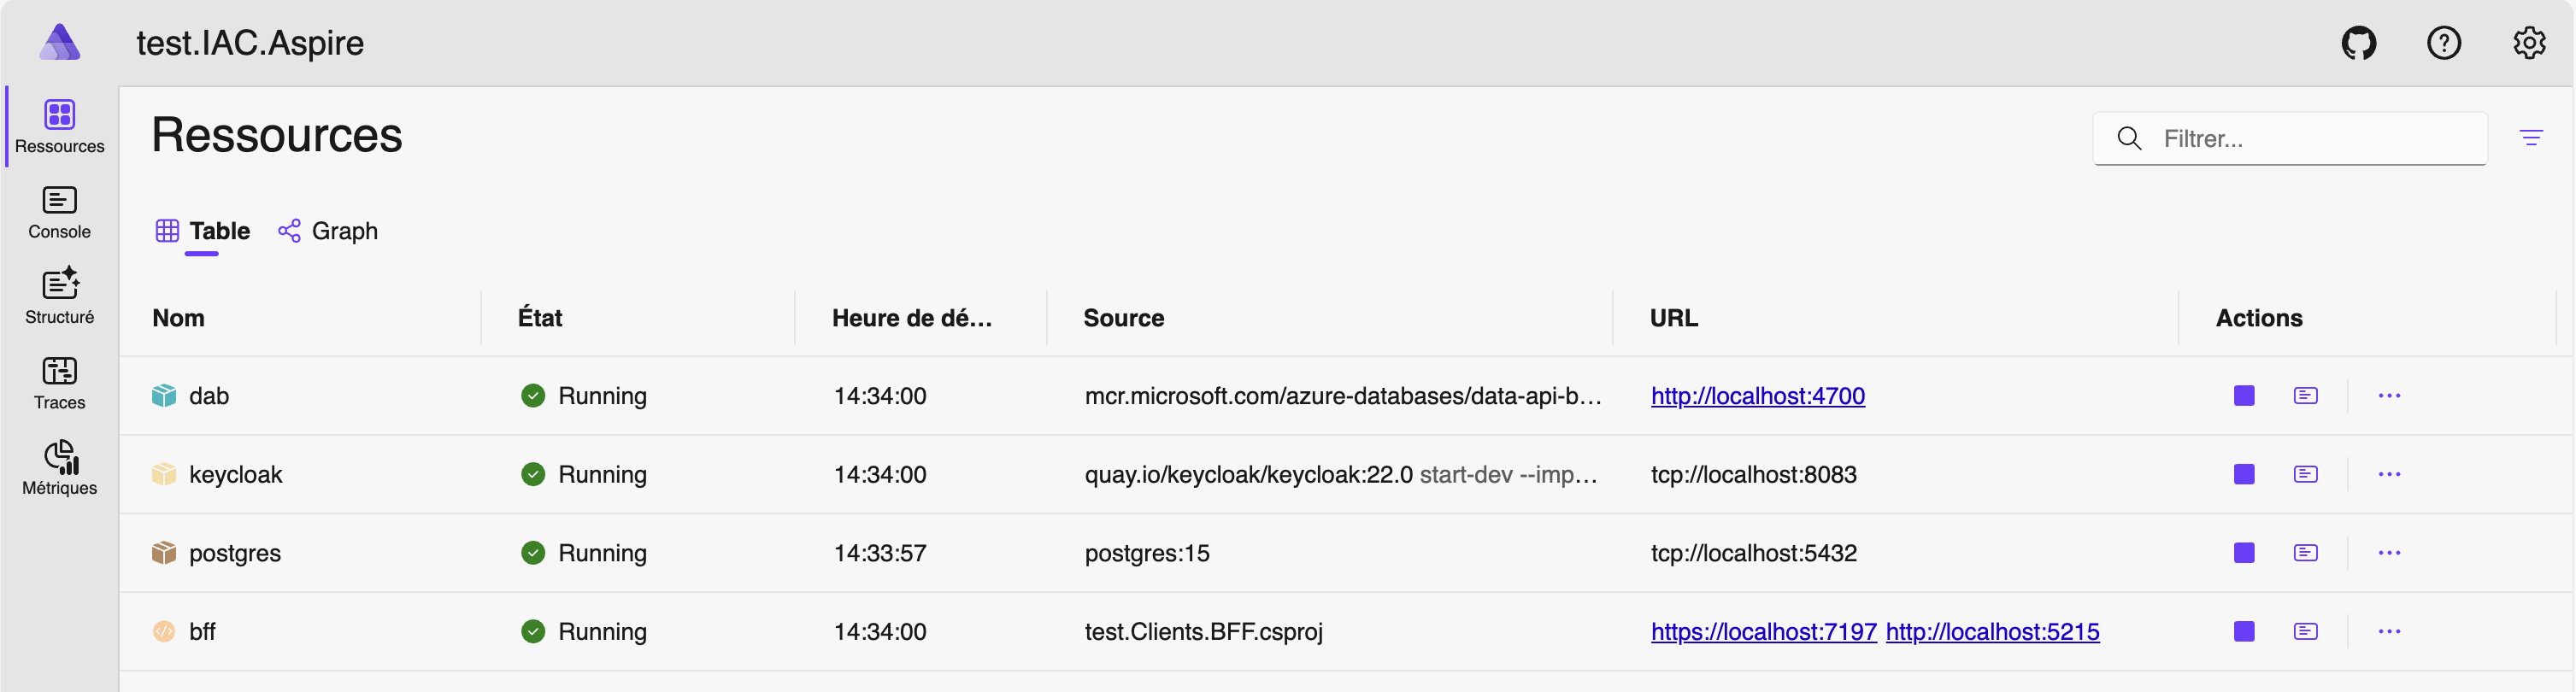 test.IAC.Aspire
Ressources
Console
Structuré
Traces
Métriques
Ressources
Filtrer...
Table Graph
Nom État Heure de dé... Source URL Actions
dab Running 14:34:00 mcr.microsoft.com/azure-databases/data-api-b... http://localhost:4700
keycloak Running 14:34:00 quay.io/keycloak/keycloak:22.0 start-dev --imp... tcp://localhost:8083
postgres Running 14:33:57 postgres:15 tcp://localhost:5432
bff Running 14:34:00 test.Clients.BFF.csproj https://localhost:7197 http://localhost:5215